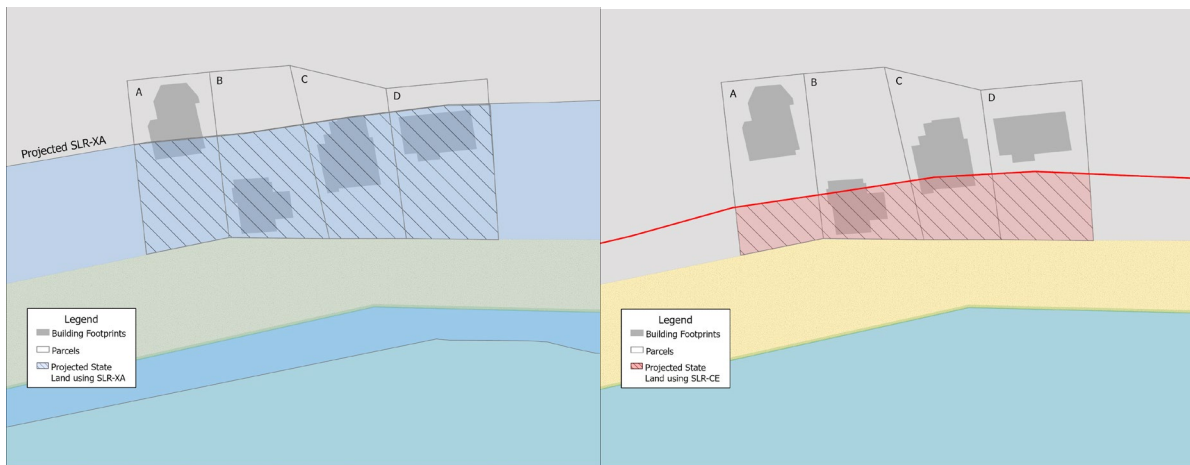 A
B
C
D
Projected SLR-XA
Legend
Building Footprints
Parcels
Projected State
Land using SLR-XA
A
B
C
D
Legend
Building Footprints
Parcels
Projected State
Land using SLR-CE